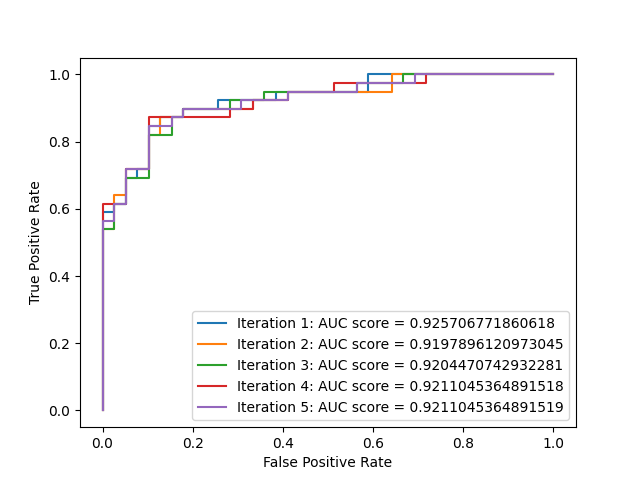 1.0
0.8
0.6
0.4
0.2
0.0
True Positive Rate
Iteration 1: AUC score = 0.925706771860618
Iteration 2: AUC score = 0.9197896120973045
Iteration 3: AUC score = 0.9204470742932281
Iteration 4: AUC score = 0.9211045364891518
Iteration 5: AUC score = 0.9211045364891519
0.0 0.2 0.4 0.6 0.8 1.0
False Positive Rate